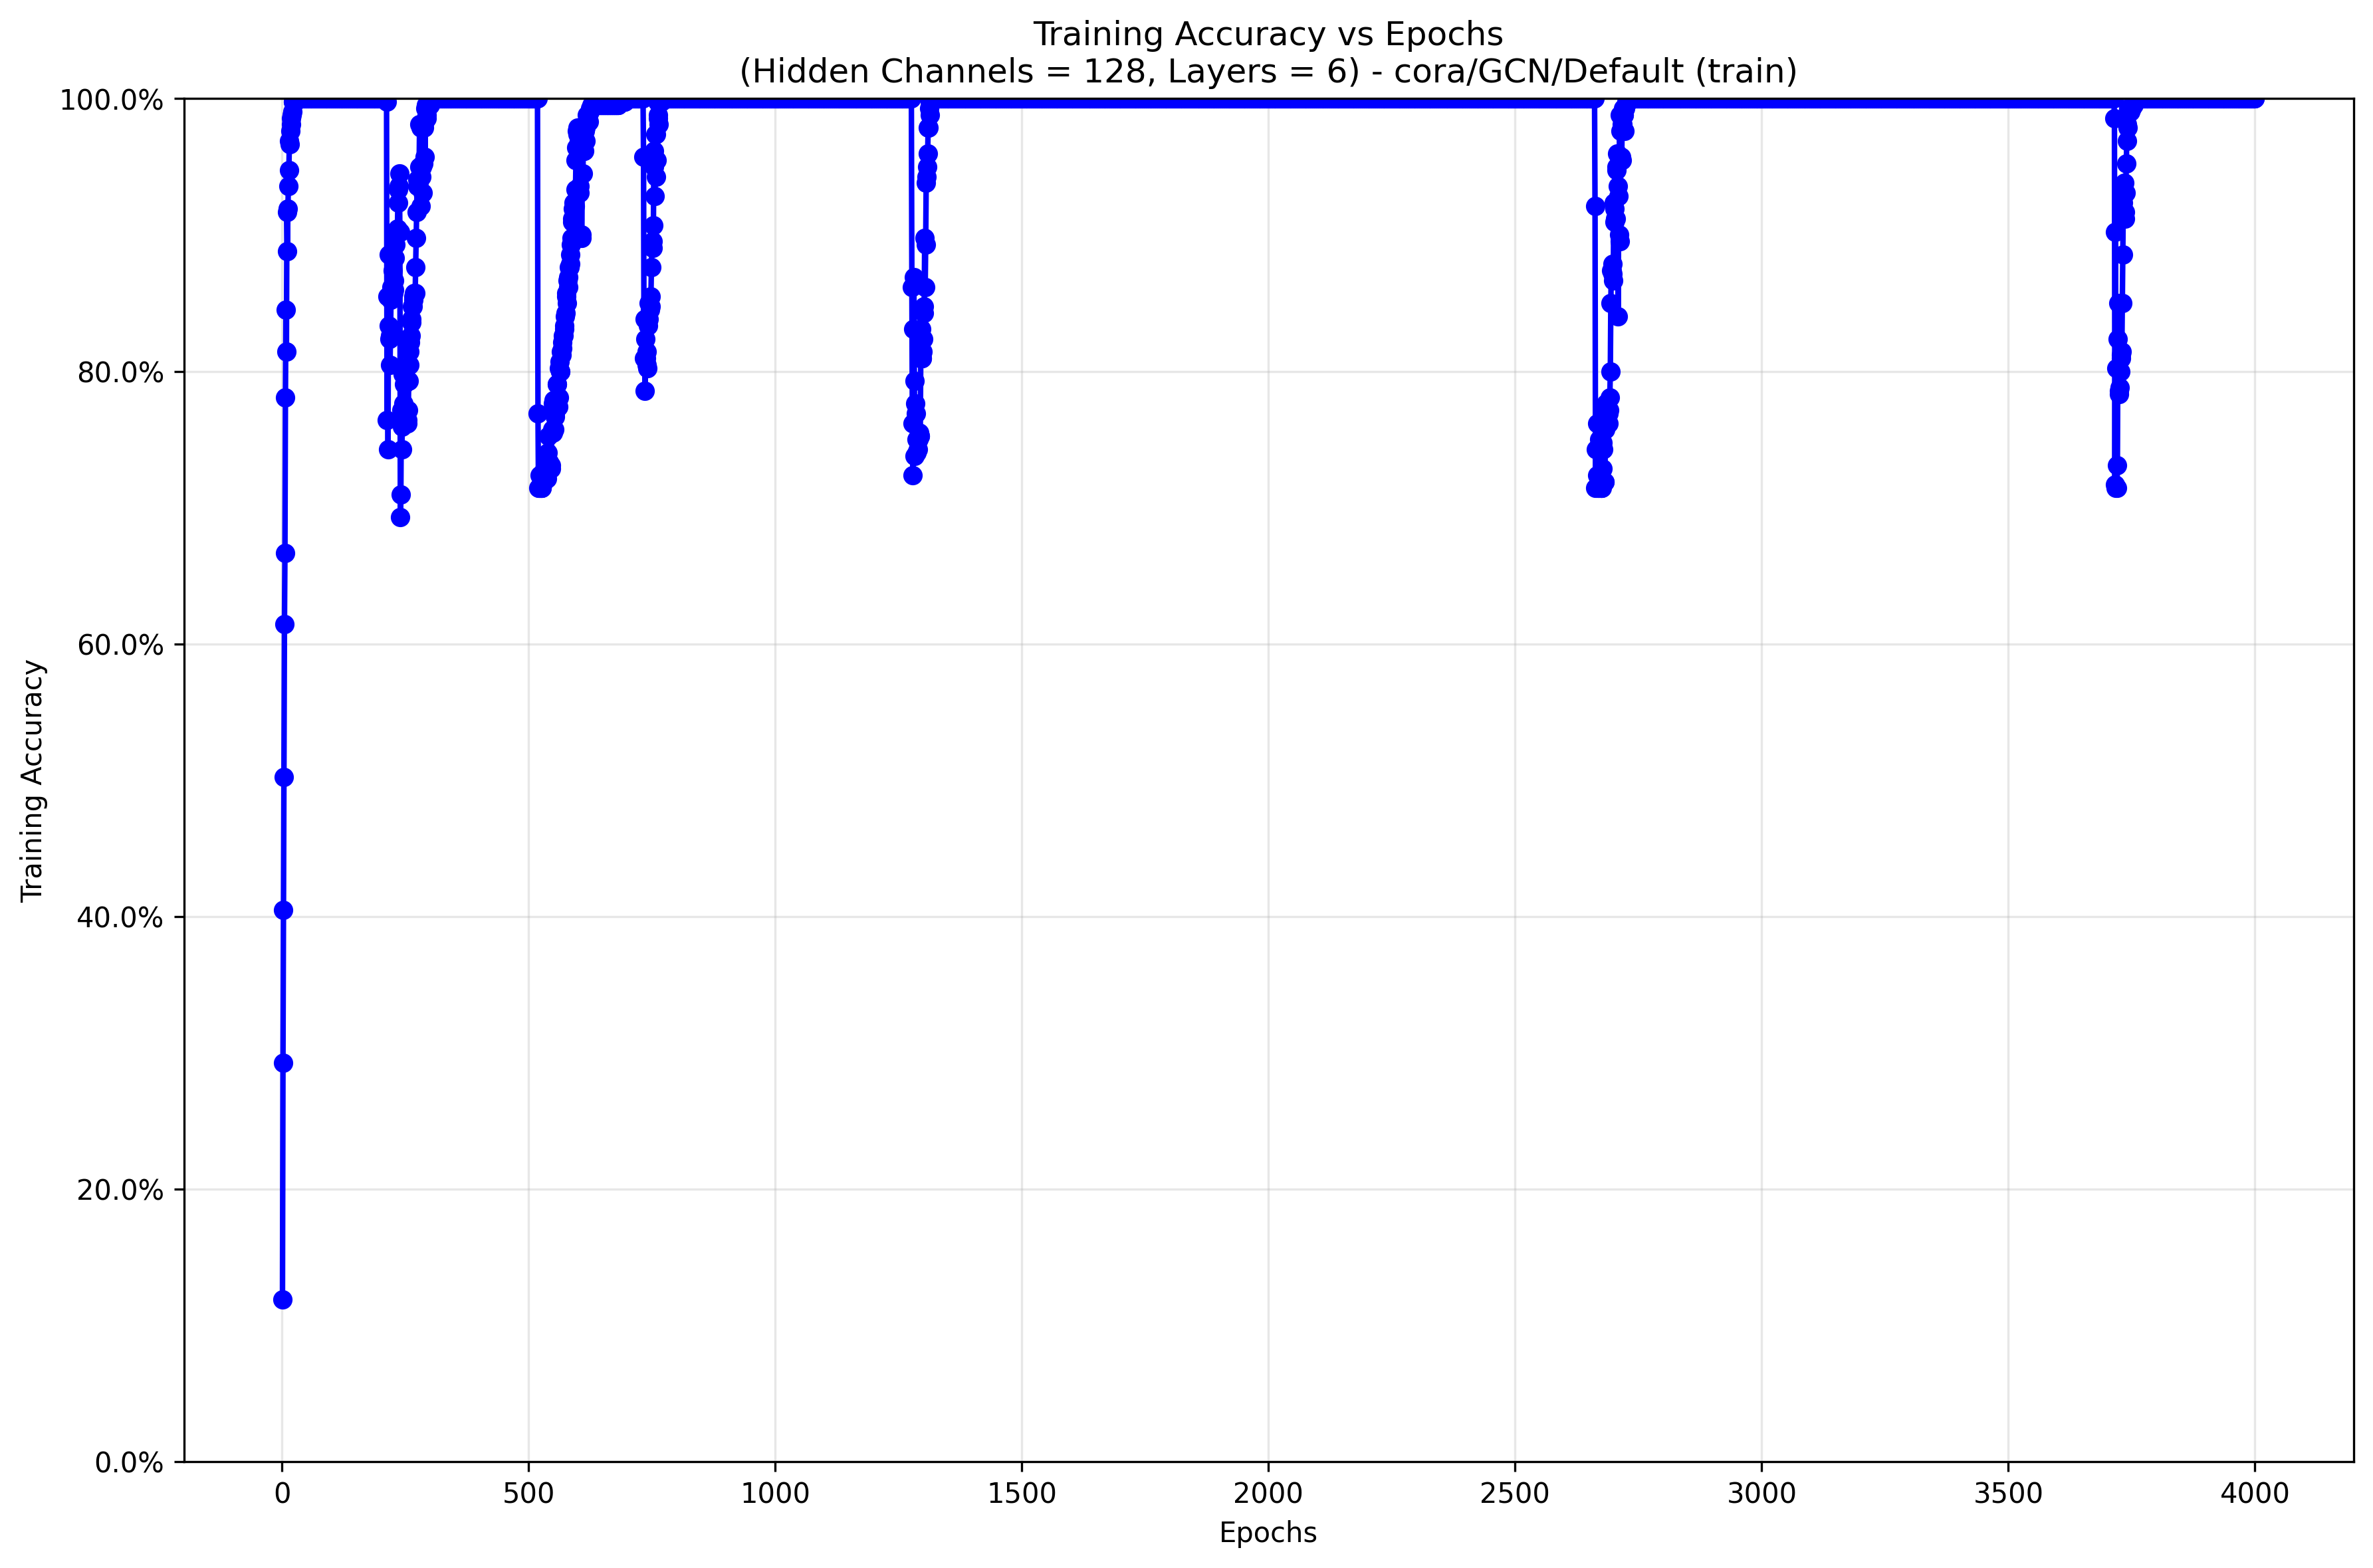 Training Accuracy vs Epochs
(Hidden Channels = 128, Layers = 6) - cora/GCN/Default (train)
100.0%
80.0%
60.0%
40.0%
20.0%
0.0%
Training Accuracy
0 500 1000 1500 2000 2500 3000 3500 4000
Epochs